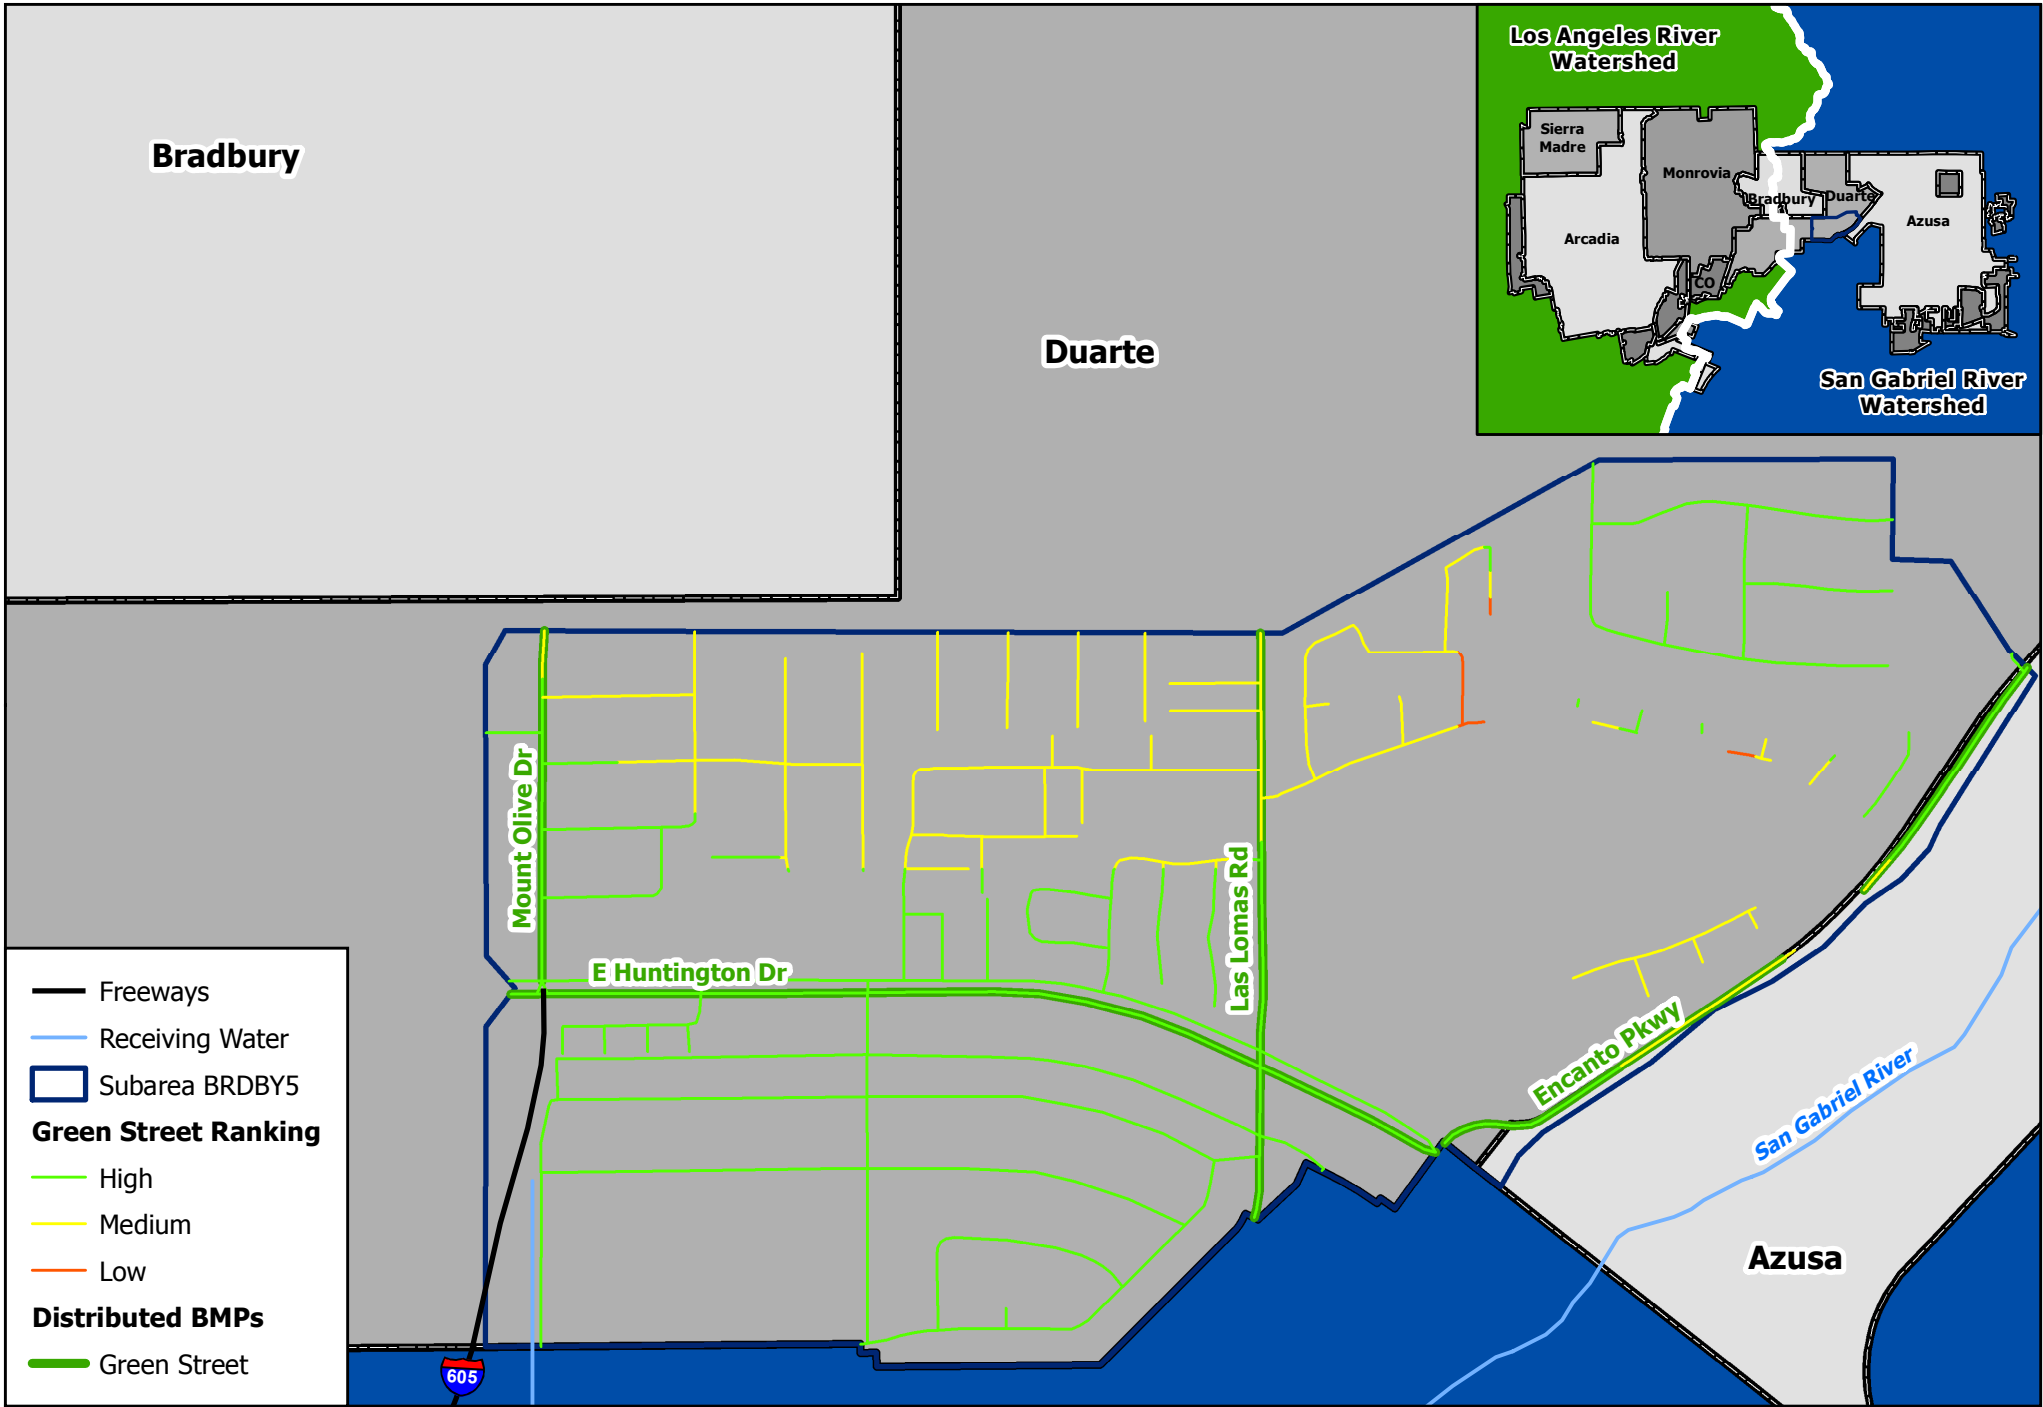 Bradbury
Duarte
Los Angeles River
Watershed
Sierra
Madre
Monrovia
Bradbury
Duarte
Azusa
Arcadia
CO
San Gabriel River
Watershed
Mount Olive Dr
E Huntington Dr
Las Lomas Rd
Encanto Pkwy
San Gabriel River
Azusa
605
Freeways
Receiving Water
Subarea BRDBY5
Green Street Ranking
High
Medium
Low
Distributed BMPs
Green Street